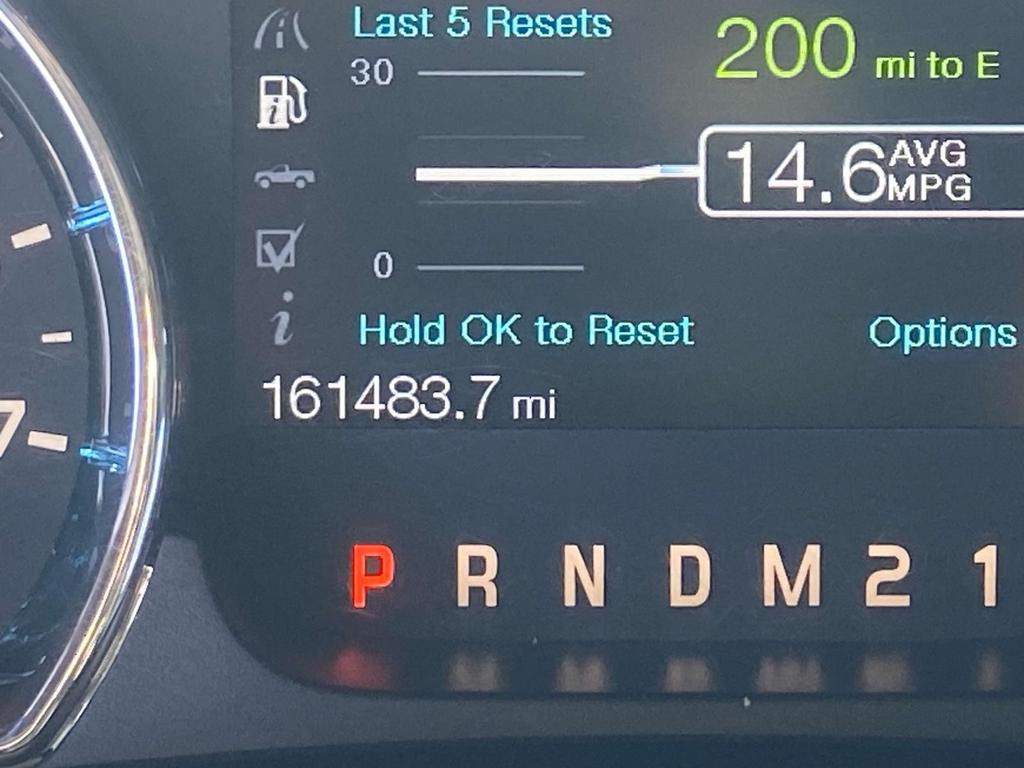 Last 5 Resets
200 mi to E
30
14.6 AVG MPG
0
Hold OK to Reset
Options
161483.7 mi
7
P R N D M 2 1